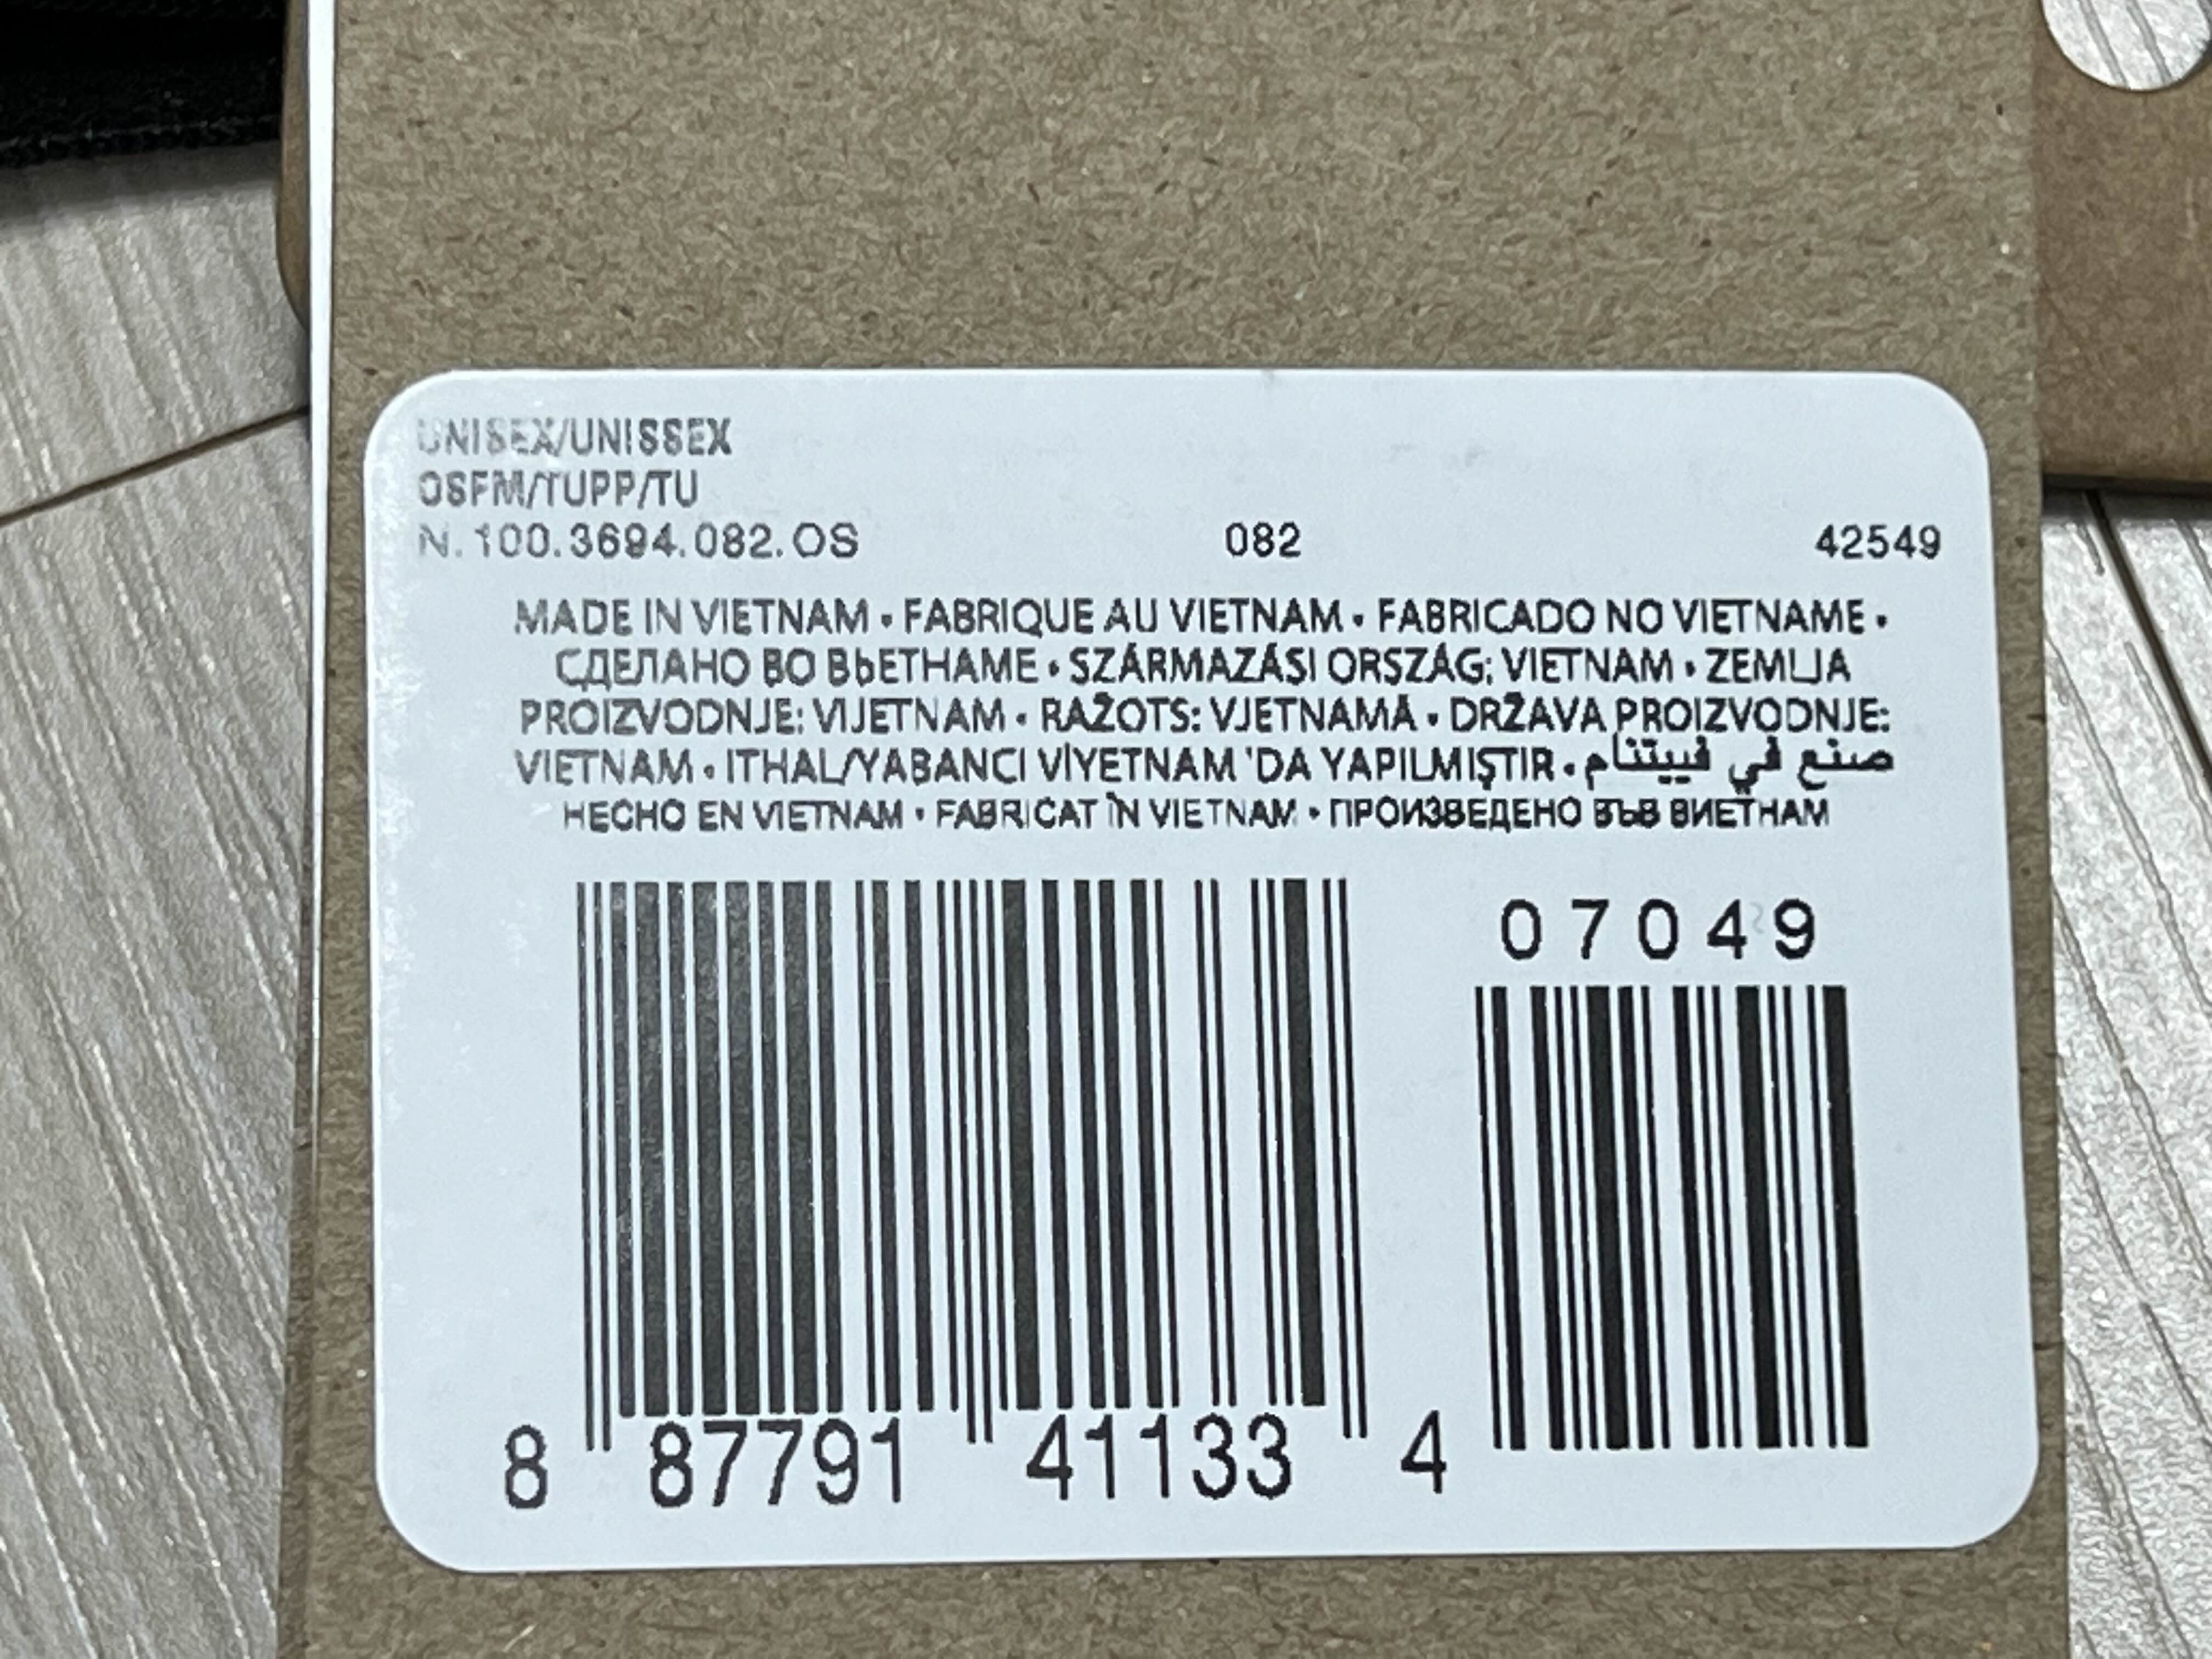 UNISEX/UNISSEX
OSFM/TUPP/TU
N.100.3694.082.OS 082 42549
MADE IN VIETNAM • FABRIQUE AU VIETNAM • FABRICADO NO VIETNAME •
СДЕЛАНО ВО ВЬЕТНАМЕ • SZÁRMAZÁSI ORSZÁG: VIETNAM • ZEMLJA
PROIZVODNJE: VIJETNAM • RAŽOTS: VJETNAMĀ • DRŽAVA PROIZVODNJE:
VIETNAM • ITHAL/YABANCI VİYETNAM 'DA YAPILMIŞTIR • صنع في فييتنام
HECHO EN VIETNAM • FABRICAT ÎN VIETNAM • ПРОИЗВЕДЕНО ВЪВ ВИЕТНАМ
07049
8 87791 41133 4